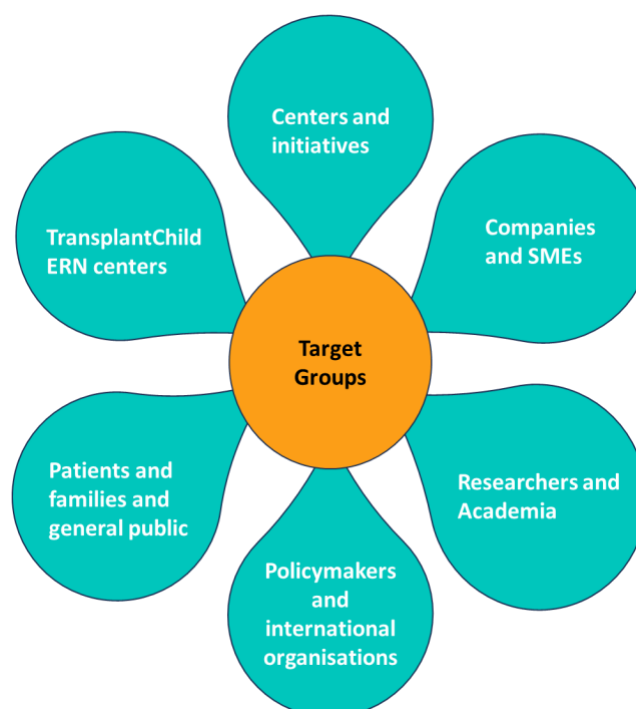 Centers and
initiatives
TransplantChild
ERN centers
Companies
and SMEs
Target
Groups
Patients and
families and
general public
Researchers and
Academia
Policymakers
and
international
organisations